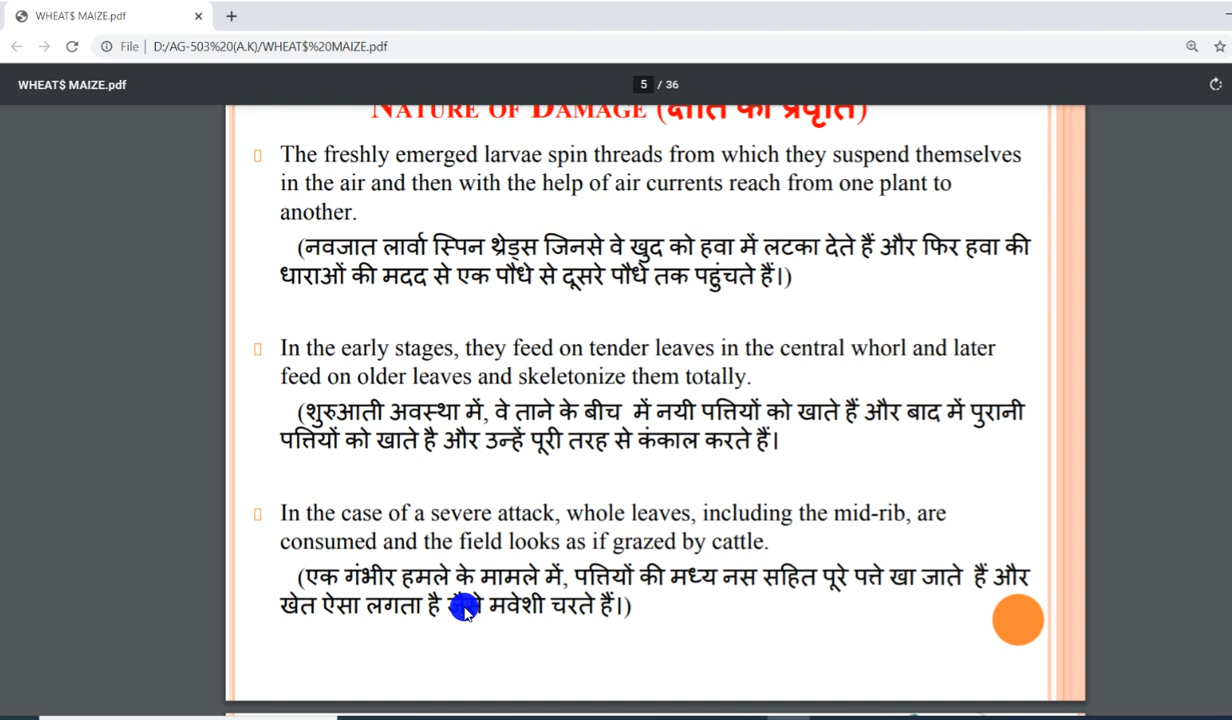 WHEAT$ MAIZE.pdf
File D:/AG-503%20(A.K)/WHEAT$%20MAIZE.pdf
WHEAT$ MAIZE.pdf 5 / 36
NATURE OF DAMAGE (क्षति की प्रवृति)
The freshly emerged larvae spin threads from which they suspend themselves
in the air and then with the help of air currents reach from one plant to
another.
(नवजात लार्वा स्पिन थ्रेड्स जिनसे वे खुद को हवा में लटका देते हैं और फिर हवा की
धाराओं की मदद से एक पौधे से दूसरे पौधे तक पहुंचते हैं।)
In the early stages, they feed on tender leaves in the central whorl and later
feed on older leaves and skeletonize them totally.
(शुरुआती अवस्था में, वे ताने के बीच में नयी पत्तियों को खाते हैं और बाद में पुरानी
पत्तियों को खाते है और उन्हें पूरी तरह से कंकाल करते हैं।
In the case of a severe attack, whole leaves, including the mid-rib, are
consumed and the field looks as if grazed by cattle.
(एक गंभीर हमले के मामले में, पत्तियों की मध्य नस सहित पूरे पत्ते खा जाते हैं और
खेत ऐसा लगता है जैसे मवेशी चरते हैं।)